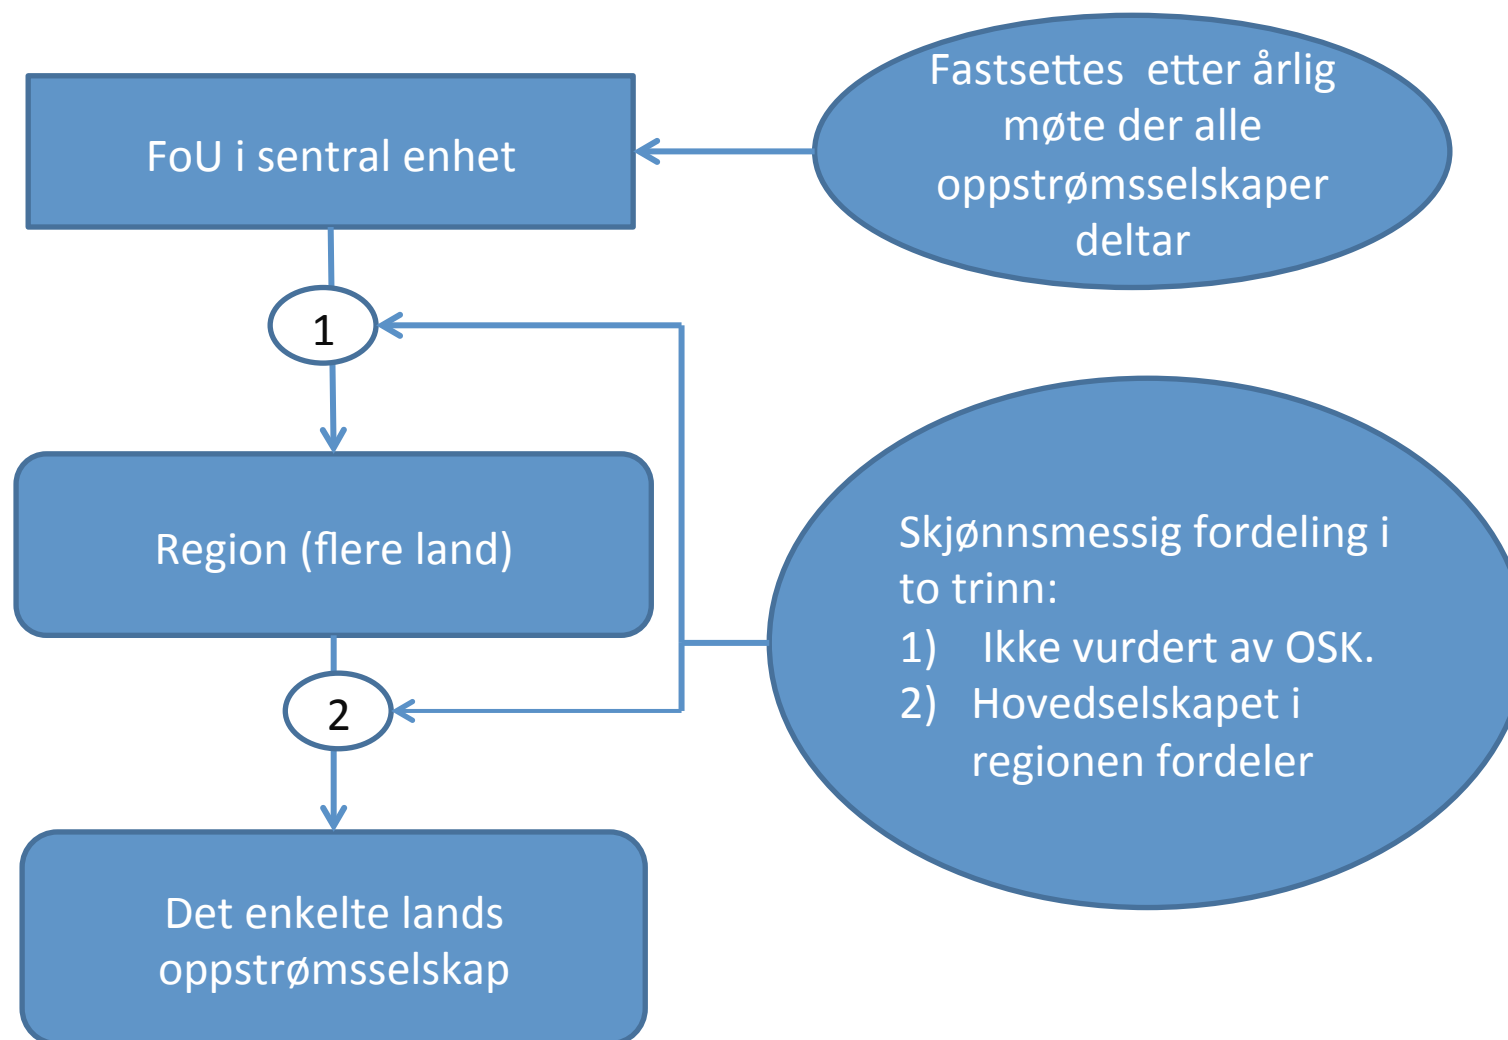 Fastsettes etter årlig
møte der alle
oppstrømsselskaper
deltar
FoU i sentral enhet
1
Region (flere land)
Skjønnsmessig fordeling i
to trinn:
1) Ikke vurdert av OSK.
2) Hovedselskapet i
regionen fordeler
2
Det enkelte lands
oppstrømsselskap